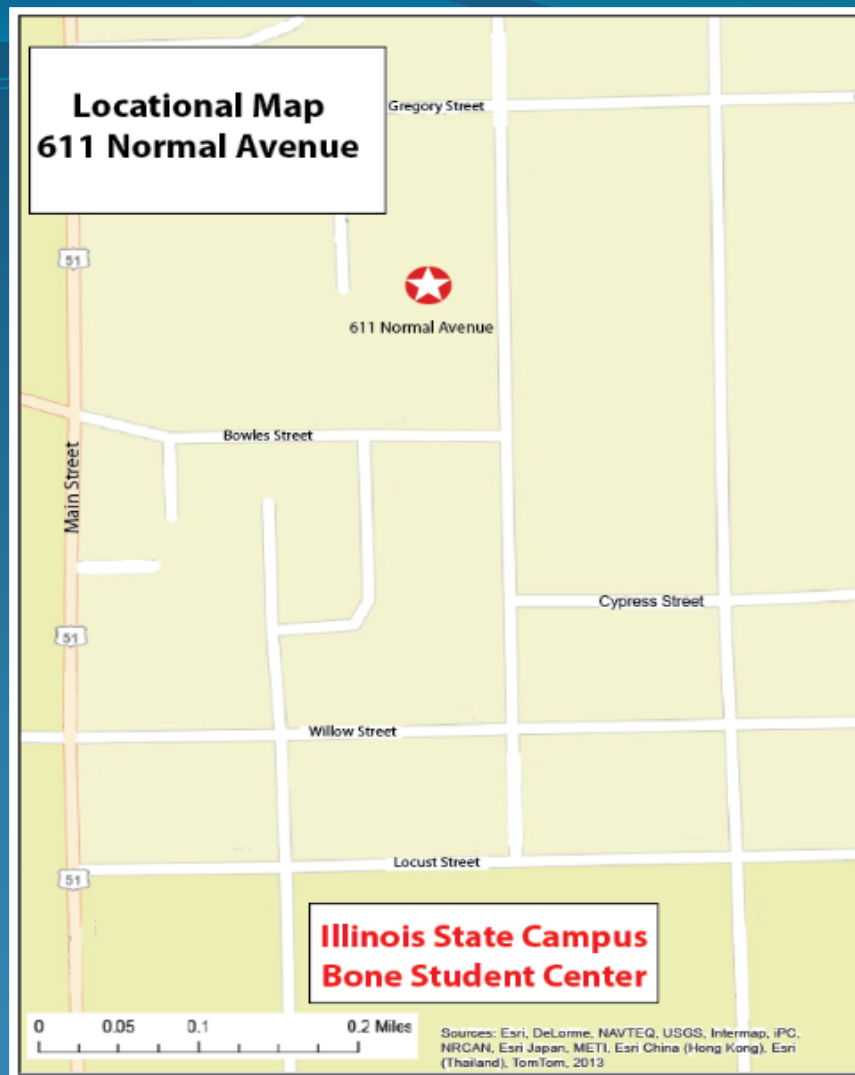 Locational Map
611 Normal Avenue
Gregory Street
51
611 Normal Avenue
Bowles Street
Main Street
Cypress Street
51
Willow Street
Locust Street
51
Illinois State Campus
Bone Student Center
0 0.05 0.1 0.2 Miles
Sources: Esri, DeLorme, NAVTEQ, USGS, Intermap, iPC,
NRCAN, Esri Japan, METI, Esri China (Hong Kong), Esri
(Thailand), TomTom, 2013